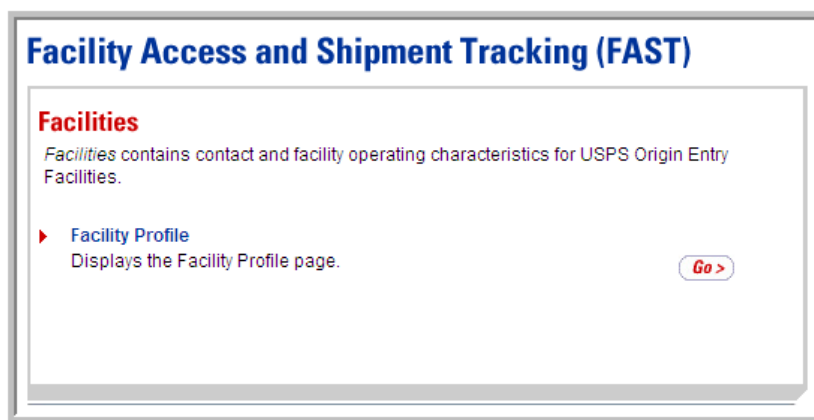 Facility Access and Shipment Tracking (FAST)
Facilities
Facilities contains contact and facility operating characteristics for USPS Origin Entry
Facilities.
Facility Profile
Displays the Facility Profile page.
Go >